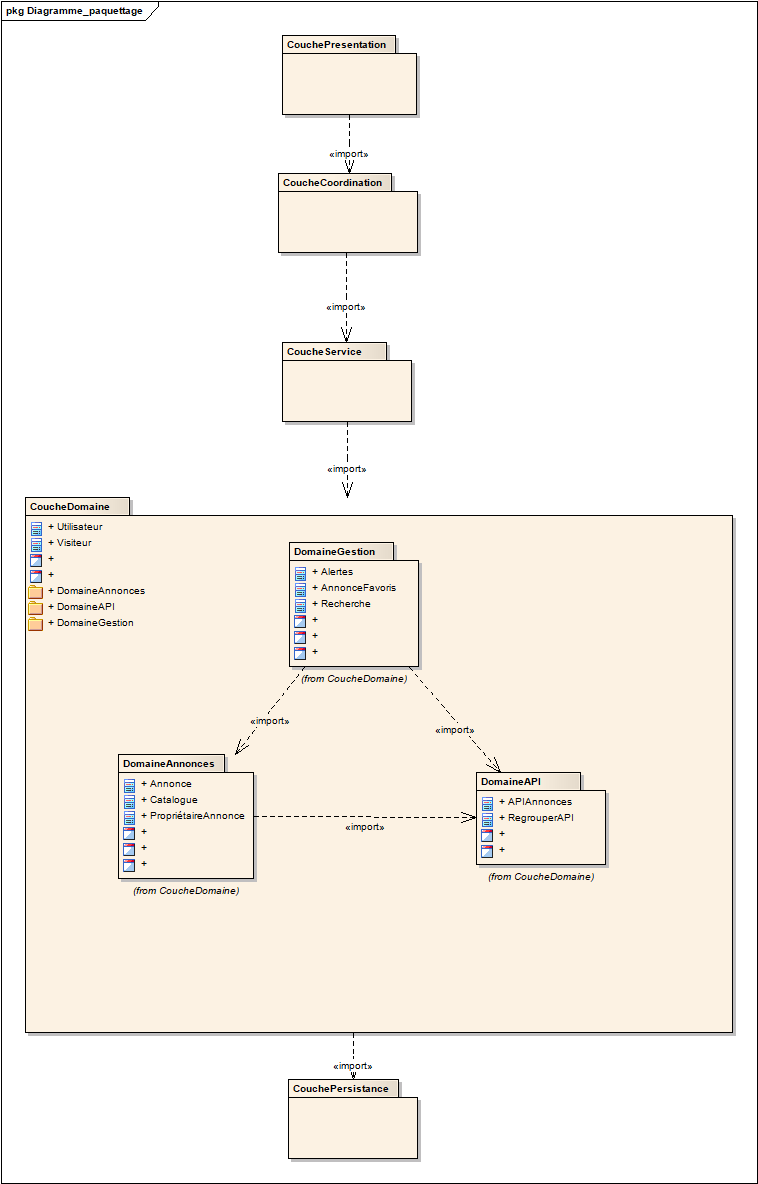 pkg Diagramme_paquettage
CouchePresentation
«import»
CoucheCoordination
«import»
CoucheService
«import»
CoucheDomaine
+ Utilisateur
+ Visiteur
+
+
+ DomaineAnnonces
+ DomaineAPI
+ DomaineGestion
DomaineGestion
+ Alertes
+ AnnonceFavoris
+ Recherche
+
+
+
(from CoucheDomaine)
«import»
«import»
DomaineAnnonces
+ Annonce
+ Catalogue
+ PropriétaireAnnonce
+
+
+
(from CoucheDomaine)
«import»
DomaineAPI
+ APIAnnonces
+ RegrouperAPI
+
+
(from CoucheDomaine)
«import»
CouchePersistance